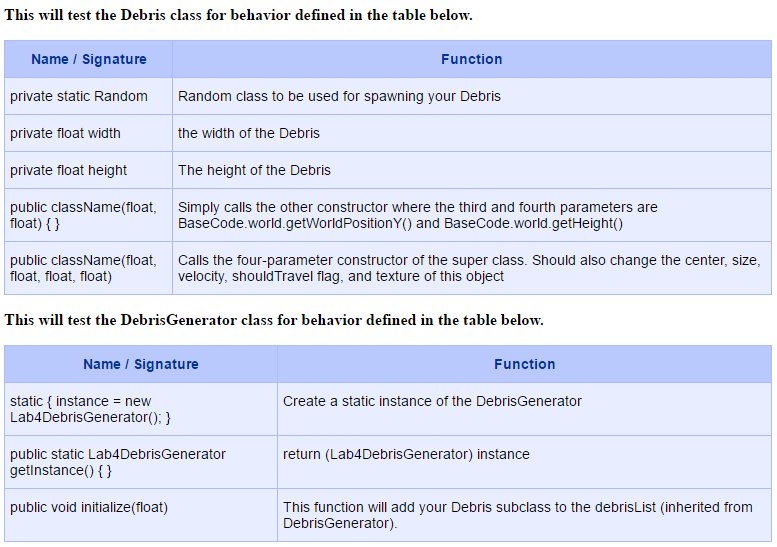 This will test the Debris class for behavior defined in the table below.
Name / Signature
Function
private static Random
Random class to be used for spawning your Debris
private float width
the width of the Debris
private float height
The height of the Debris
public className(float,
float) { }
Simply calls the other constructor where the third and fourth parameters are
BaseCode.world.getWorldPositionY() and BaseCode.world.getHeight()
public className(float,
float, float, float)
Calls the four-parameter constructor of the super class. Should also change the center, size,
velocity, shouldTravel flag, and texture of this object
This will test the DebrisGenerator class for behavior defined in the table below.
Name / Signature
Function
static { instance = new
Lab4DebrisGenerator(); }
Create a static instance of the DebrisGenerator
public static Lab4DebrisGenerator
getInstance() { }
return (Lab4DebrisGenerator) instance
public void initialize(float)
This function will add your Debris subclass to the debrisList (inherited from
DebrisGenerator).